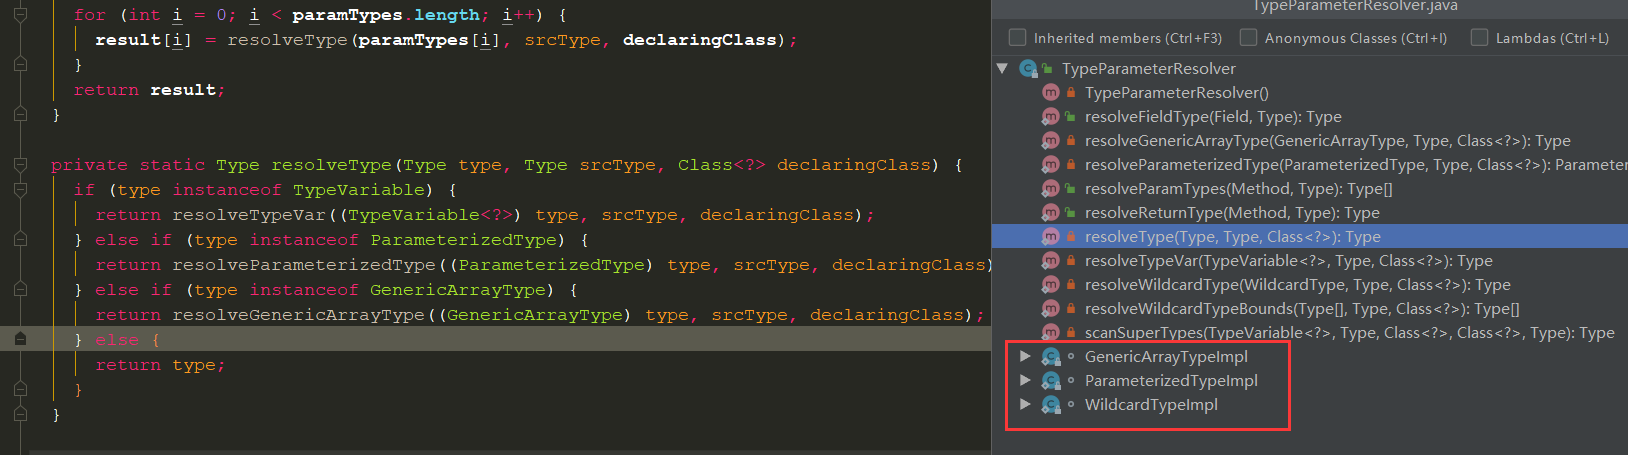 for (int i = 0; i < paramTypes.length; i++) {
result[i] = resolveType(paramTypes[i], srcType, declaringClass);
}
return result;
}
private static Type resolveType(Type type, Type srcType, Class<?> declaringClass) {
if (type instanceof TypeVariable) {
return resolveTypeVar((TypeVariable<?>) type, srcType, declaringClass);
} else if (type instanceof ParameterizedType) {
return resolveParameterizedType((ParameterizedType) type, srcType, declaringClass)
} else if (type instanceof GenericArrayType) {
return resolveGenericArrayType((GenericArrayType) type, srcType, declaringClass);
} else {
return type;
}
}
TypeParameterResolver.java
Inherited members (Ctrl+F3) Anonymous Classes (Ctrl+I) Lambdas (Ctrl+L)
TypeParameterResolver
TypeParameterResolver()
resolveFieldType(Field, Type): Type
resolveGenericArrayType(GenericArrayType, Type, Class<?>): Type
resolveParameterizedType(ParameterizedType, Type, Class<?>): Parameter
resolveParamTypes(Method, Type): Type[]
resolveReturnType(Method, Type): Type
resolveType(Type, Type, Class<?>): Type
resolveTypeVar(TypeVariable<?>, Type, Class<?>): Type
resolveWildcardType(WildcardType, Type, Class<?>): Type
resolveWildcardTypeBounds(Type[], Type, Class<?>): Type[]
scanSuperTypes(TypeVariable<?>, Type, Class<?>, Class<?>, Type): Type
GenericArrayTypeImpl
ParameterizedTypeImpl
WildcardTypeImpl